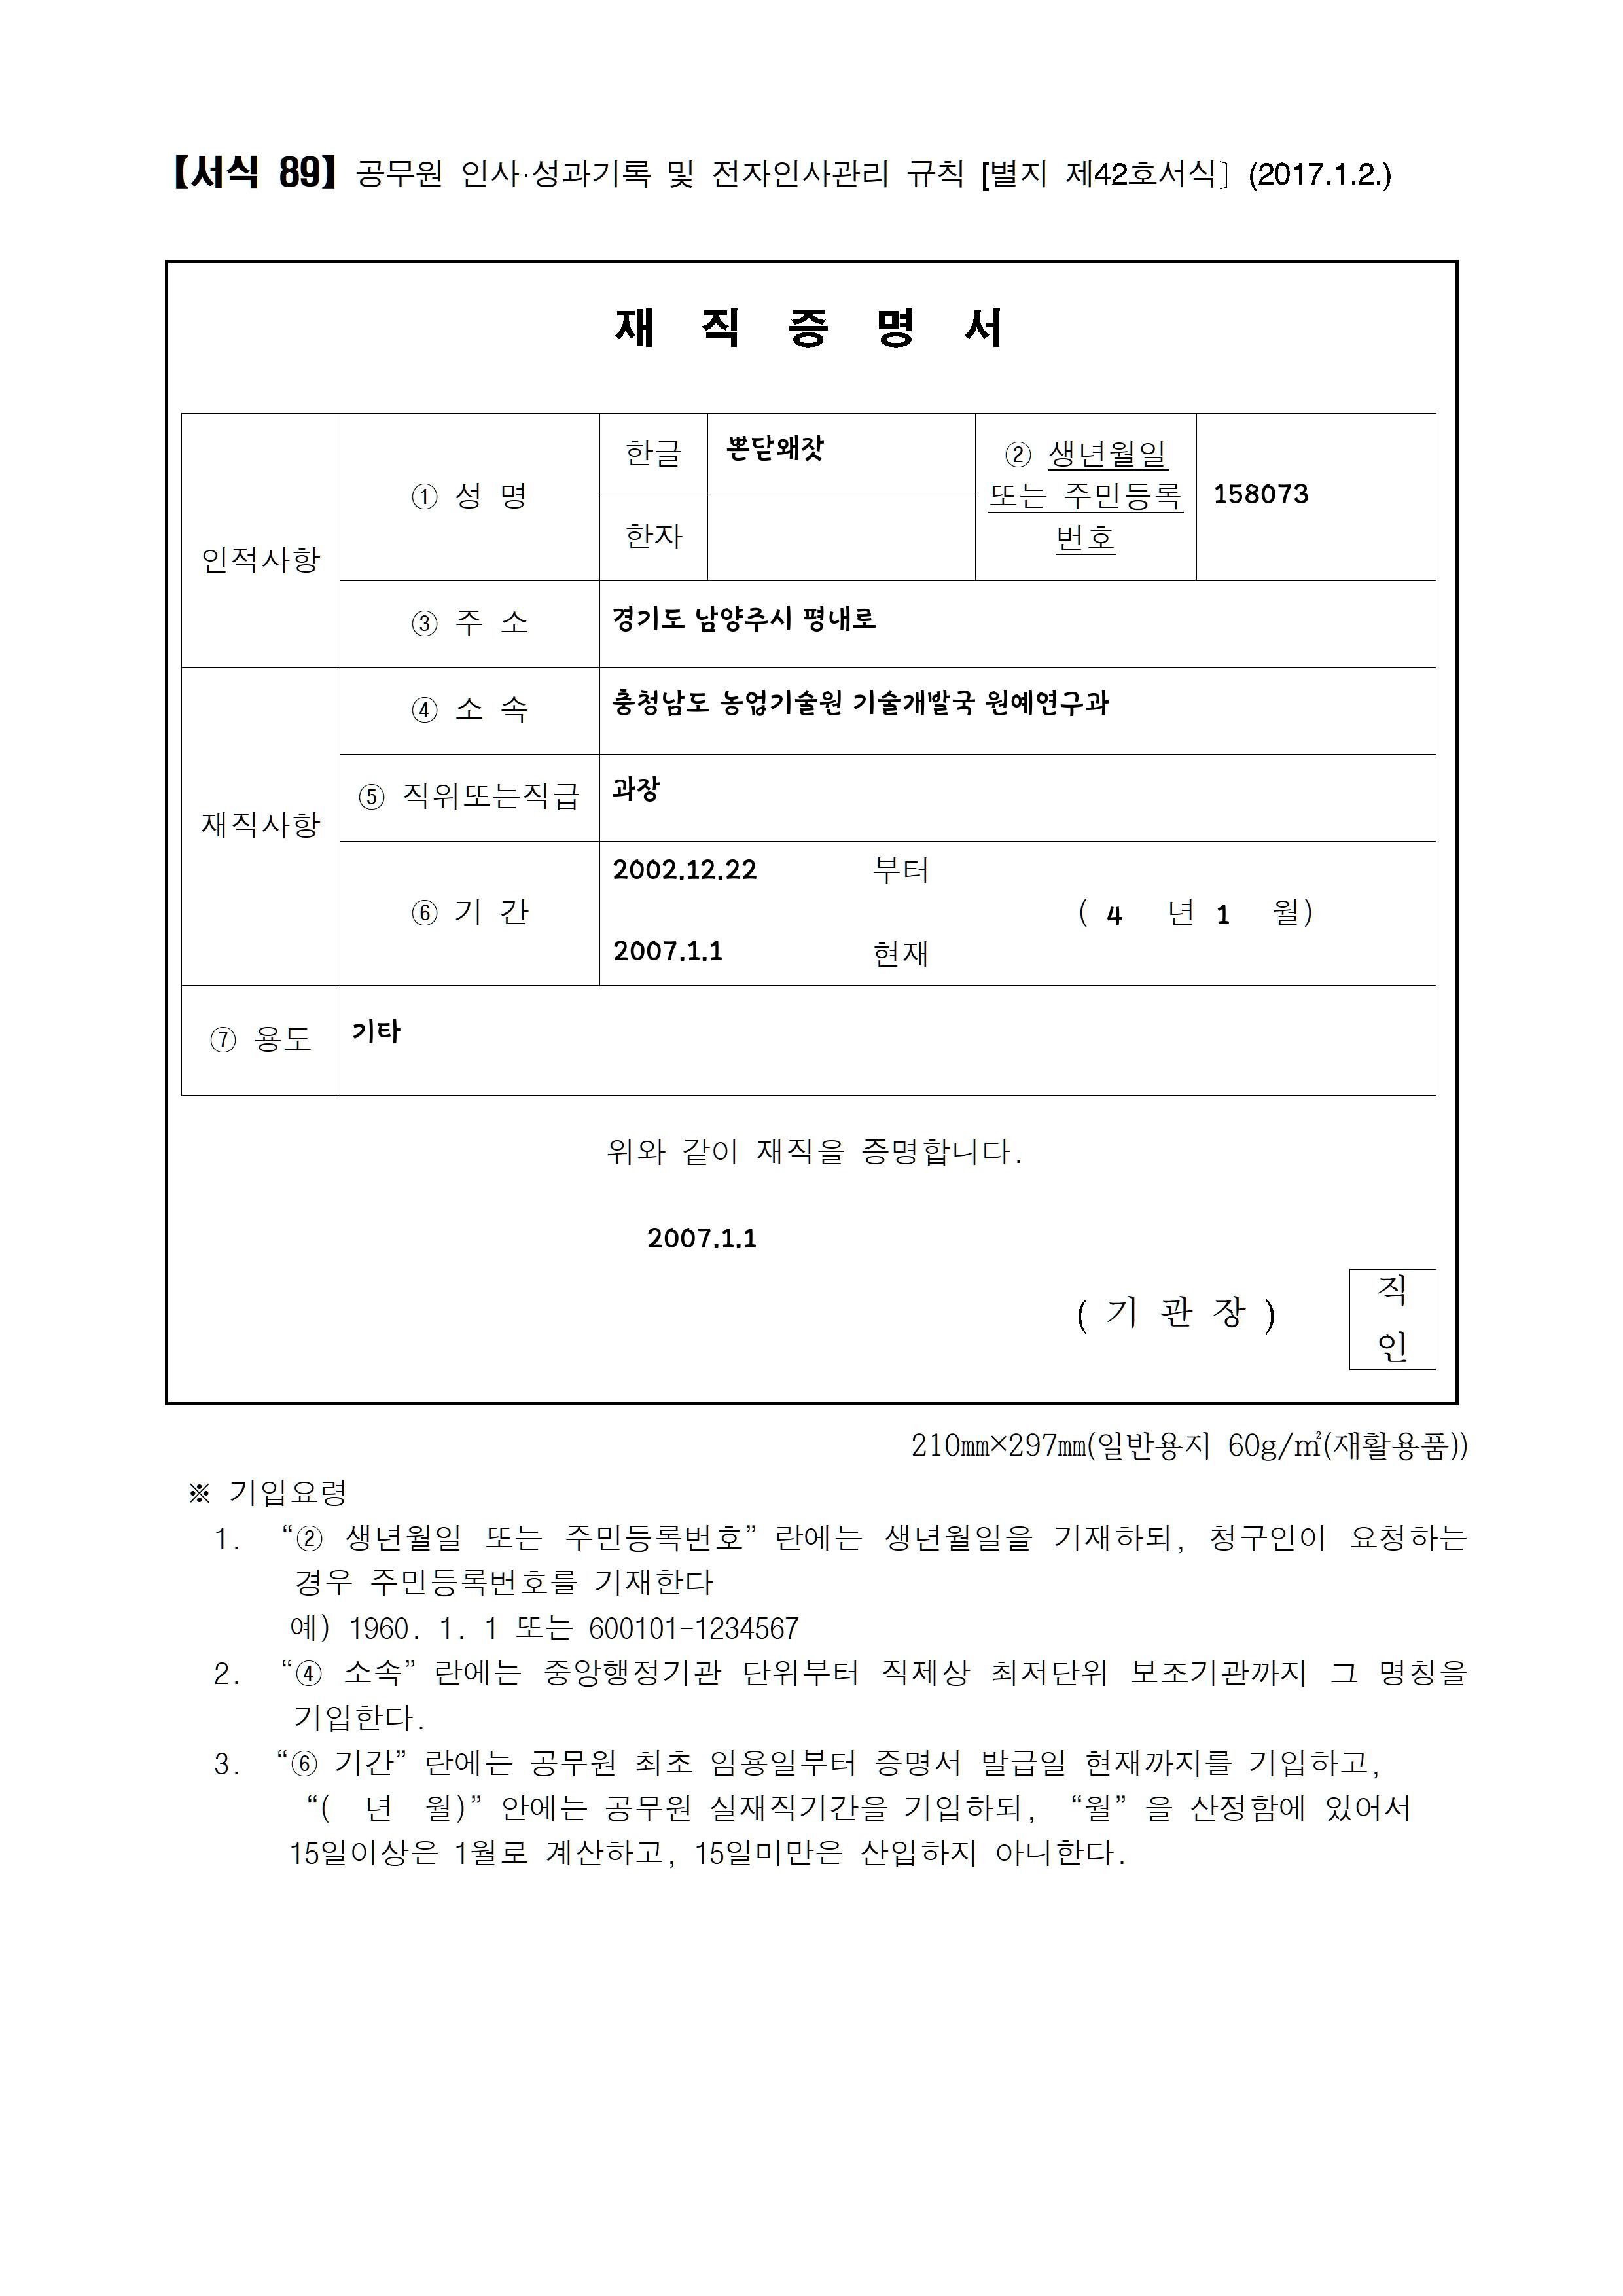 【서식 89】 공무원 인사·성과기록 및 전자인사관리 규칙 [별지 제42호서식〕 (2017.1.2.)
재 직 증 명 서
인적사항
① 성 명
한글
뽄닫왜잣
한자
② 생년월일
또는 주민등록
번호
158073
③ 주 소
경기도 남양주시 평내로
재직사항
④ 소 속
충청남도 농업기술원 기술개발국 원예연구과
⑤ 직위또는직급
과장
⑥ 기 간
2002.12.22 부터
( 4 년 1 월)
2007.1.1 현재
⑦ 용도
기타
위와 같이 재직을 증명합니다.
2007.1.1
( 기 관 장 )
직
인
210㎜×297㎜(일반용지 60g/㎡(재활용품))
※ 기입요령
1. “② 생년월일 또는 주민등록번호” 란에는 생년월일을 기재하되, 청구인이 요청하는
경우 주민등록번호를 기재한다
예) 1960. 1. 1 또는 600101-1234567
2. “④ 소속” 란에는 중앙행정기관 단위부터 직제상 최저단위 보조기관까지 그 명칭을
기입한다.
3. “⑥ 기간” 란에는 공무원 최초 임용일부터 증명서 발급일 현재까지를 기입하고,
“( 년 월)” 안에는 공무원 실재직기간을 기입하되, “월” 을 산정함에 있어서
15일이상은 1월로 계산하고, 15일미만은 산입하지 아니한다.